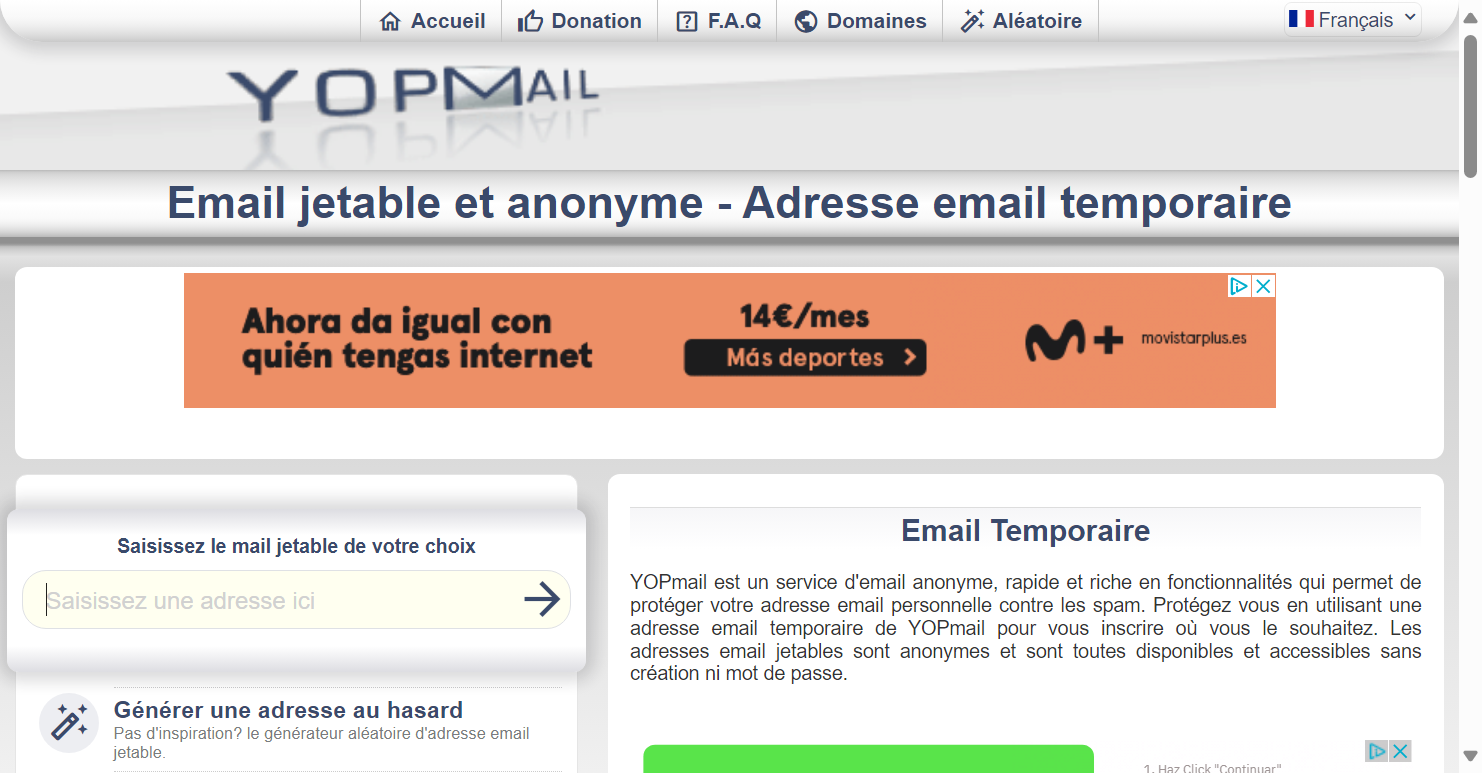 Accueil
Donation
F.A.Q
Domaines
Aléatoire
Français
YOPMAIL
Email jetable et anonyme - Adresse email temporaire
Ahora da igual con
quién tengas internet
14€/mes
Más deportes
M+
movistarplus.es
Saisissez le mail jetable de votre choix
Saisissez une adresse ici
Générer une adresse au hasard
Pas d'inspiration? le générateur aléatoire d'adresse email
jetable.
Email Temporaire
YOPmail est un service d'email anonyme, rapide et riche en fonctionnalités qui permet de
protéger votre adresse email personnelle contre les spam. Protégez vous en utilisant une
adresse email temporaire de YOPmail pour vous inscrire où vous le souhaitez. Les
adresses email jetables sont anonymes et sont toutes disponibles et accessibles sans
création ni mot de passe.
1. Haz Click "Continuar"